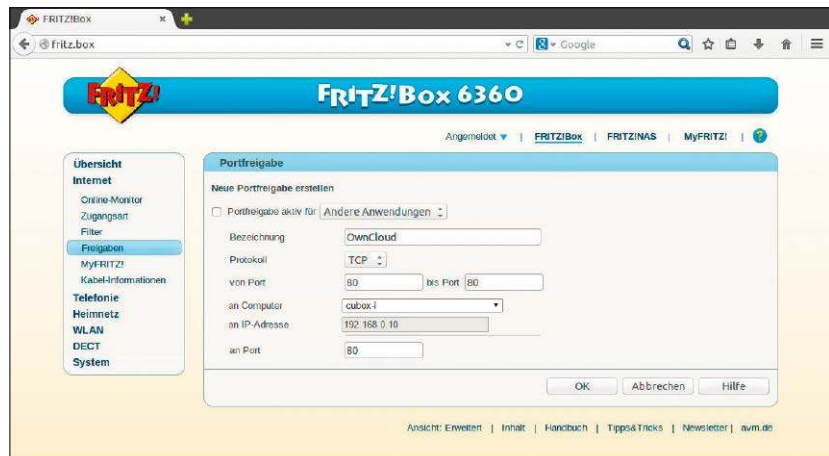 FRITZ!Box
fritz.box
Google
FRITZ!
FRITZ!Box 6360
Angemeldet | FRITZ!Box | FRITZ!NAS | MyFRITZ! | ?
Übersicht
Internet
Online-Monitor
Zugangsart
Filter
Freigaben
MyFRITZ!
Kabel-Informationen
Telefonie
Heimnetz
WLAN
DECT
System
Portfreigabe
Neue Portfreigabe erstellen
Portfreigabe aktiv für Andere Anwendungen
Bezeichnung OwnCloud
Protokoll TCP
von Port 80 bis Port 80
an Computer cubox-i
an IP-Adresse 192.168.0.10
an Port 80
OK Abbrechen Hilfe
Ansicht: Erweitert | Inhalt | Handbuch | Tipps&Tricks | Newsletter | avm.de